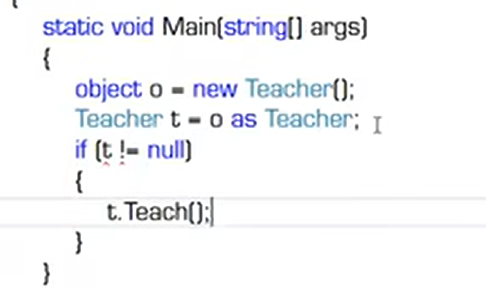 {
static void Main(string[] args)
{
object o = new Teacher();
Teacher t = o as Teacher;
if (t != null)
{
t.Teach();
}
}